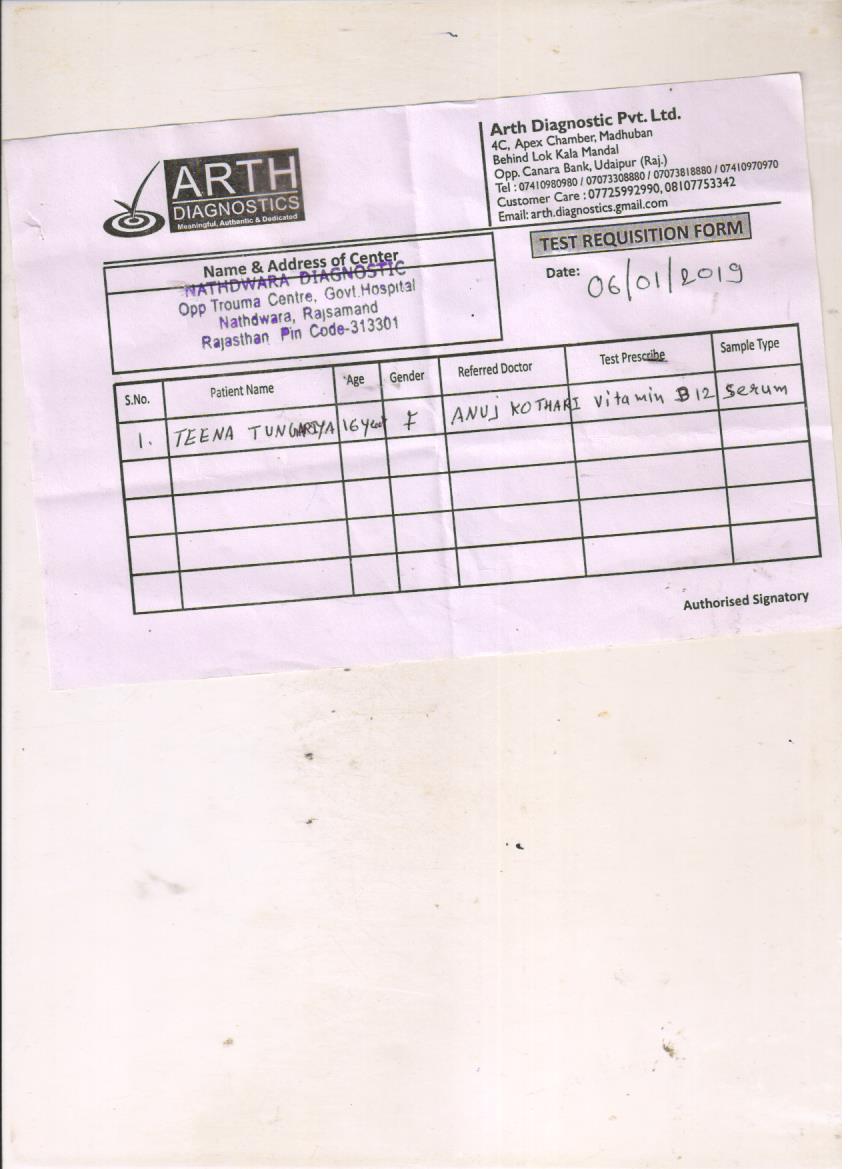 ARTH
DIAGNOSTICS
Meaningful, Authentic & Dedicated
Arth Diagnostic Pvt. Ltd.
4C, Apex Chamber, Madhuban
Behind Lok Kala Mandal
Opp. Canara Bank, Udaipur (Raj.)
Tel : 07410980980 / 07073308880 / 07073818880 / 07410970970
Customer Care : 07725992990, 08107753342
Email: arth.diagnostics.gmail.com
TEST REQUISITION FORM
Date: 06/01/2019
Name & Address of Center
NATHDWARA DIAGNOSTIC
Opp Trouma Centre, Govt.Hospital
Nathdwara, Rajsamand
Rajasthan Pin Code-313301
S.No. Patient Name Age Gender Referred Doctor Test Prescribe Sample Type
1. TEENA TUNGARIYA 16 year F ANUJ KOTHARI Vitamin B12 Serum
Authorised Signatory